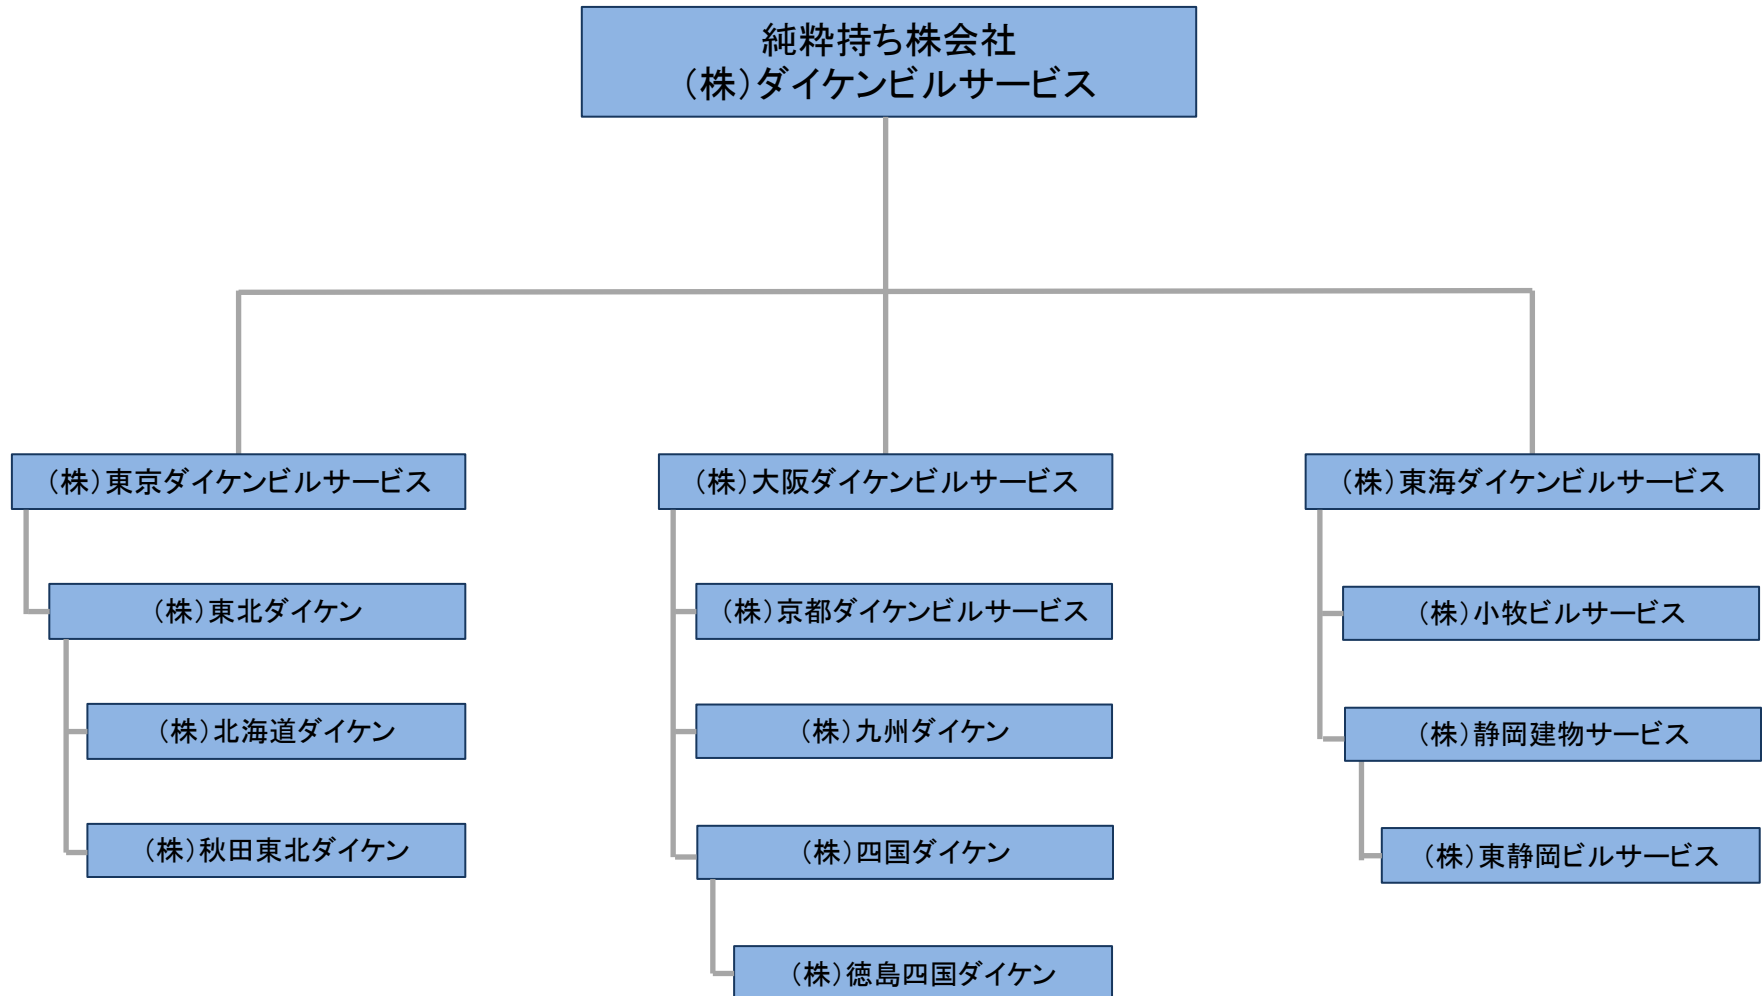 純粋持ち株会社
（株）ダイケンビルサービス
（株）東京ダイケンビルサービス
（株）東北ダイケン
（株）北海道ダイケン
（株）秋田東北ダイケン
（株）大阪ダイケンビルサービス
（株）京都ダイケンビルサービス
（株）九州ダイケン
（株）四国ダイケン
（株）徳島四国ダイケン
（株）東海ダイケンビルサービス
（株）小牧ビルサービス
（株）静岡建物サービス
（株）東静岡ビルサービス